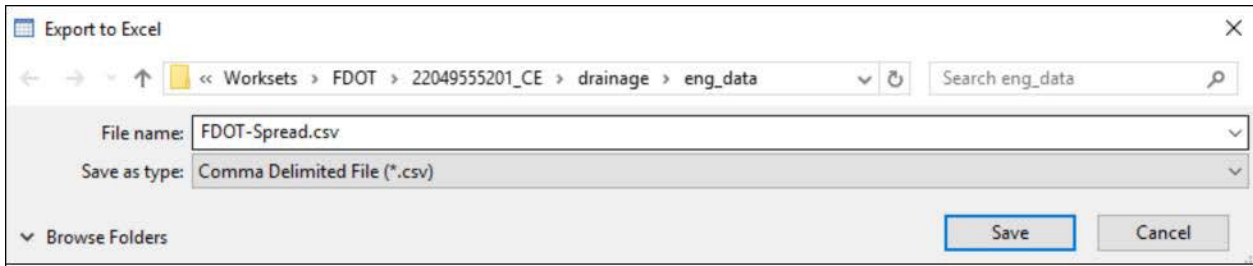 Export to Excel
« Worksets > FDOT > 22049555201_CE > drainage > eng_data Search eng_data
File name: FDOT-Spread.csv
Save as type: Comma Delimited File (*.csv)
Browse Folders Save Cancel